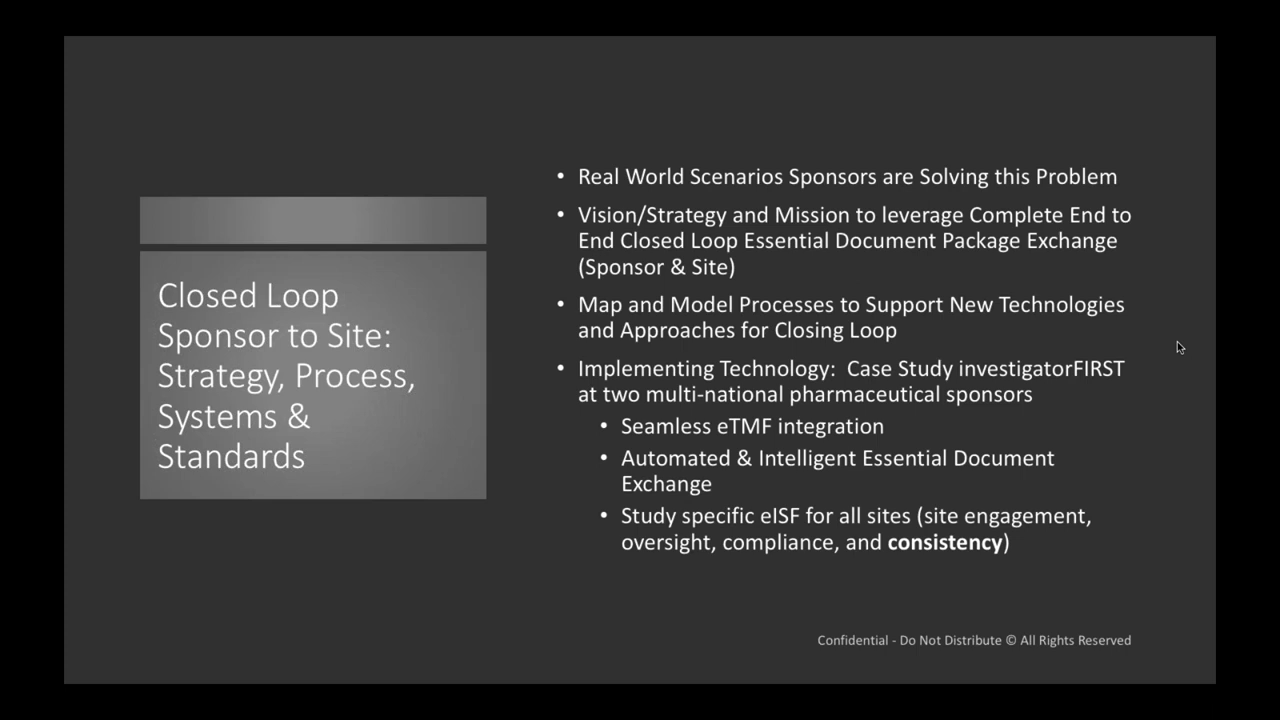 Closed Loop
Sponsor to Site:
Strategy, Process,
Systems &
Standards
• Real World Scenarios Sponsors are Solving this Problem
• Vision/Strategy and Mission to leverage Complete End to
End Closed Loop Essential Document Package Exchange
(Sponsor & Site)
• Map and Model Processes to Support New Technologies
and Approaches for Closing Loop
• Implementing Technology:  Case Study investigatorFIRST
at two multi-national pharmaceutical sponsors
• Seamless eTMF integration
• Automated & Intelligent Essential Document
Exchange
• Study specific eISF for all sites (site engagement,
oversight, compliance, and consistency)
Confidential - Do Not Distribute © All Rights Reserved